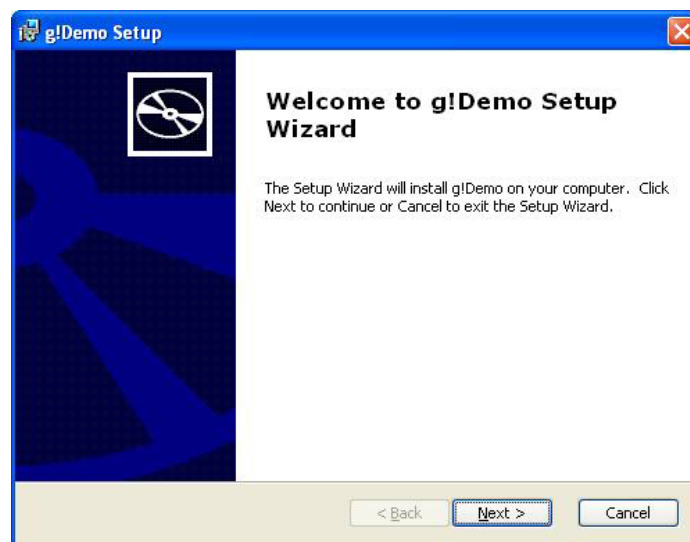 g!Demo Setup
Welcome to g!Demo Setup
Wizard
The Setup Wizard will install g!Demo on your computer. Click
Next to continue or Cancel to exit the Setup Wizard.
< Back
Next >
Cancel